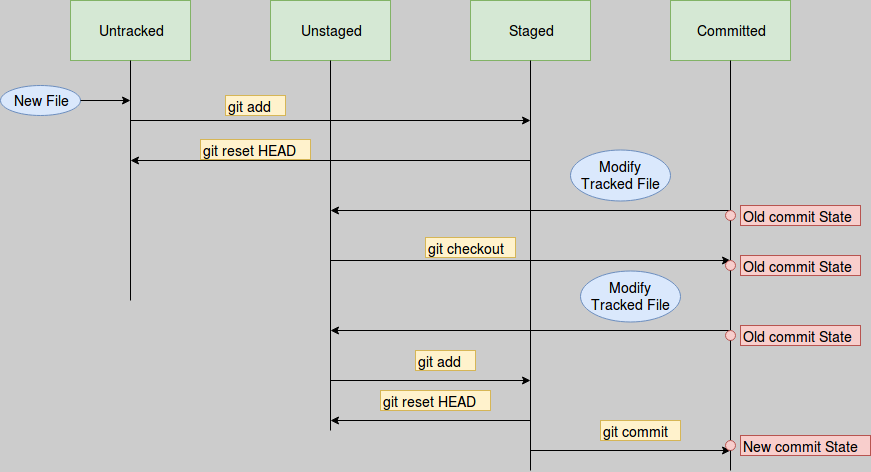 Untracked
Unstaged
Staged
Committed
New File
git add
git reset HEAD
Modify
Tracked File
Old commit State
git checkout
Old commit State
Modify
Tracked File
Old commit State
git add
git reset HEAD
git commit
New commit State